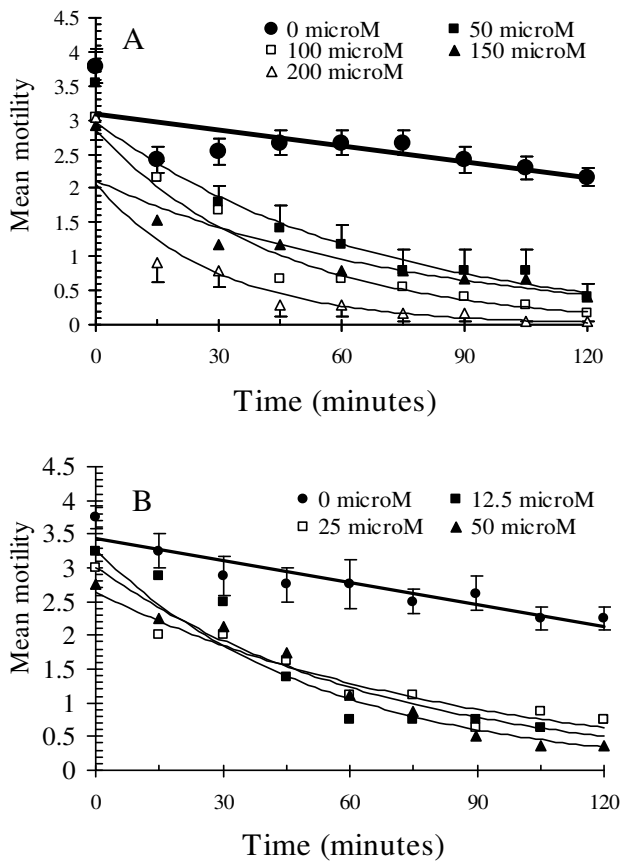 A
0 microM 50 microM
100 microM 150 microM
200 microM
Mean motility
4.5
4
3.5
3
2.5
2
1.5
1
0.5
0
0 30 60 90 120
Time (minutes)
B
0 microM 12.5 microM
25 microM 50 microM
Mean motility
4.5
4
3.5
3
2.5
2
1.5
1
0.5
0
0 30 60 90 120
Time (minutes)